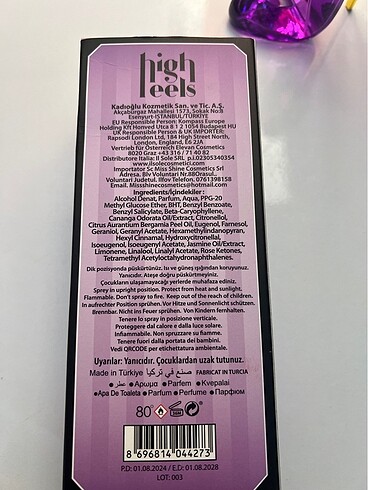 high
heels
Kadıoğlu Kozmetik San. ve Tic. A.Ş.
Akçaburgaz Mahallesi 1573, Sokak No:8
Esenyurt-ISTANBUL/TÜRKİYE
EU Responsible Person: Kompass Europe
Holding Kft Honved Utca 8 1 2 1054 Budapest HU
UK Responsible Person & UK IMPORTER:
Rapsodi London Ltd, 184 High Street North,
London, England, E6 2JA
Vertrieb für Österreich Elevan Cosmetics
8020 Graz +43 316 / 71 40 82
Distributore Italia: Il Sole SRL p.i.02305340354
www.ilsolecosmetici.com
Importator Sc Miss Shine Cosmetics Srl
Adresa. Blv Voluntari Nr.88Orasul..
Voluntari Judetul. Ilfov Telefon. 0761398158
Email. Missshinecosmetics@hotmail.com
Ingredients/İçindekiler :
Alcohol Denat, Parfum, Aqua, PPG-20
Methyl Glucose Ether, BHT, Benzyl Benzoate,
Benzyl Salicylate, Beta-Caryophyllene,
Cananga Odorata Oil/Extract, Citronellol,
Citrus Aurantium Bergamia Peel Oil, Eugenol, Farnesol,
Geraniol, Geranyl Acetate, Hexamethylindanopyran,
Hexyl Cinnamal, Hydroxycitronellal,
Isoeugenol, Isoeugenyl Acetate, Jasmine Oil/Extract,
Limonene, Linalool, Linalyl Acetate, Rose Ketones,
Tetramethyl Acetyloctahydronaphthalenes.
Dik pozisyonda püskürtünüz. Isı ve güneş ışığından koruyunuz.
Yanıcıdır. Ateşe doğru püskürtmeyiniz.
Çocukların ulaşamayacağı yerlerde muhafaza ediniz.
Spray in upright position. Protect from heat and sunlight.
Flammable. Don't spray to fire. Keep out of the reach of children.
In aufrechter Position sprühen. Vor Hitze und Sonnenlicht schützen.
Brennbar. Nicht ins Feuer sprühen. Von Kindern fernhalten.
Tenere lo spray in posizione verticale.
Proteggere dal calore e dalla luce solare.
Infiammabile. Non spruzzare su fiamme.
Tenere fuori dalla portata dei bambini.
Vedi QRCODE per etichettatura ambientale.
Uyarılar: Yanıcıdır. Çocuklardan uzak tutunuz.
Made in Türkiye صنع في تركيا FABRICAT IN TURCIA
● عطر ● Арома ● Parfem ● Kvepalai
●Apa De Toaleta ● Parfum ● Perfume ● Парфюм
80°
8 696814 044273
P.D: 01.08.2024 / E.D: 01.08.2028
LOT: 003